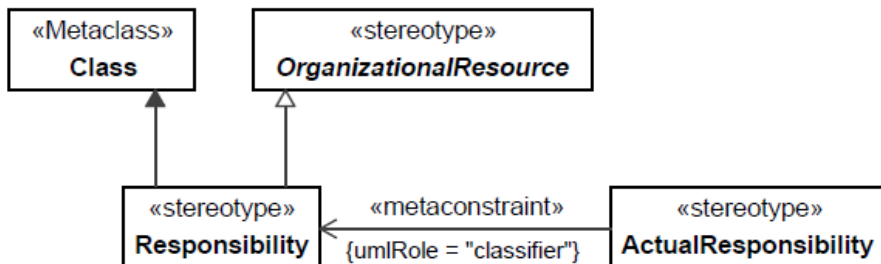 «Metaclass»
Class
«stereotype»
OrganizationalResource
«stereotype»
Responsibility
«metaconstraint»
{umlRole = "classifier"}
«stereotype»
ActualResponsibility